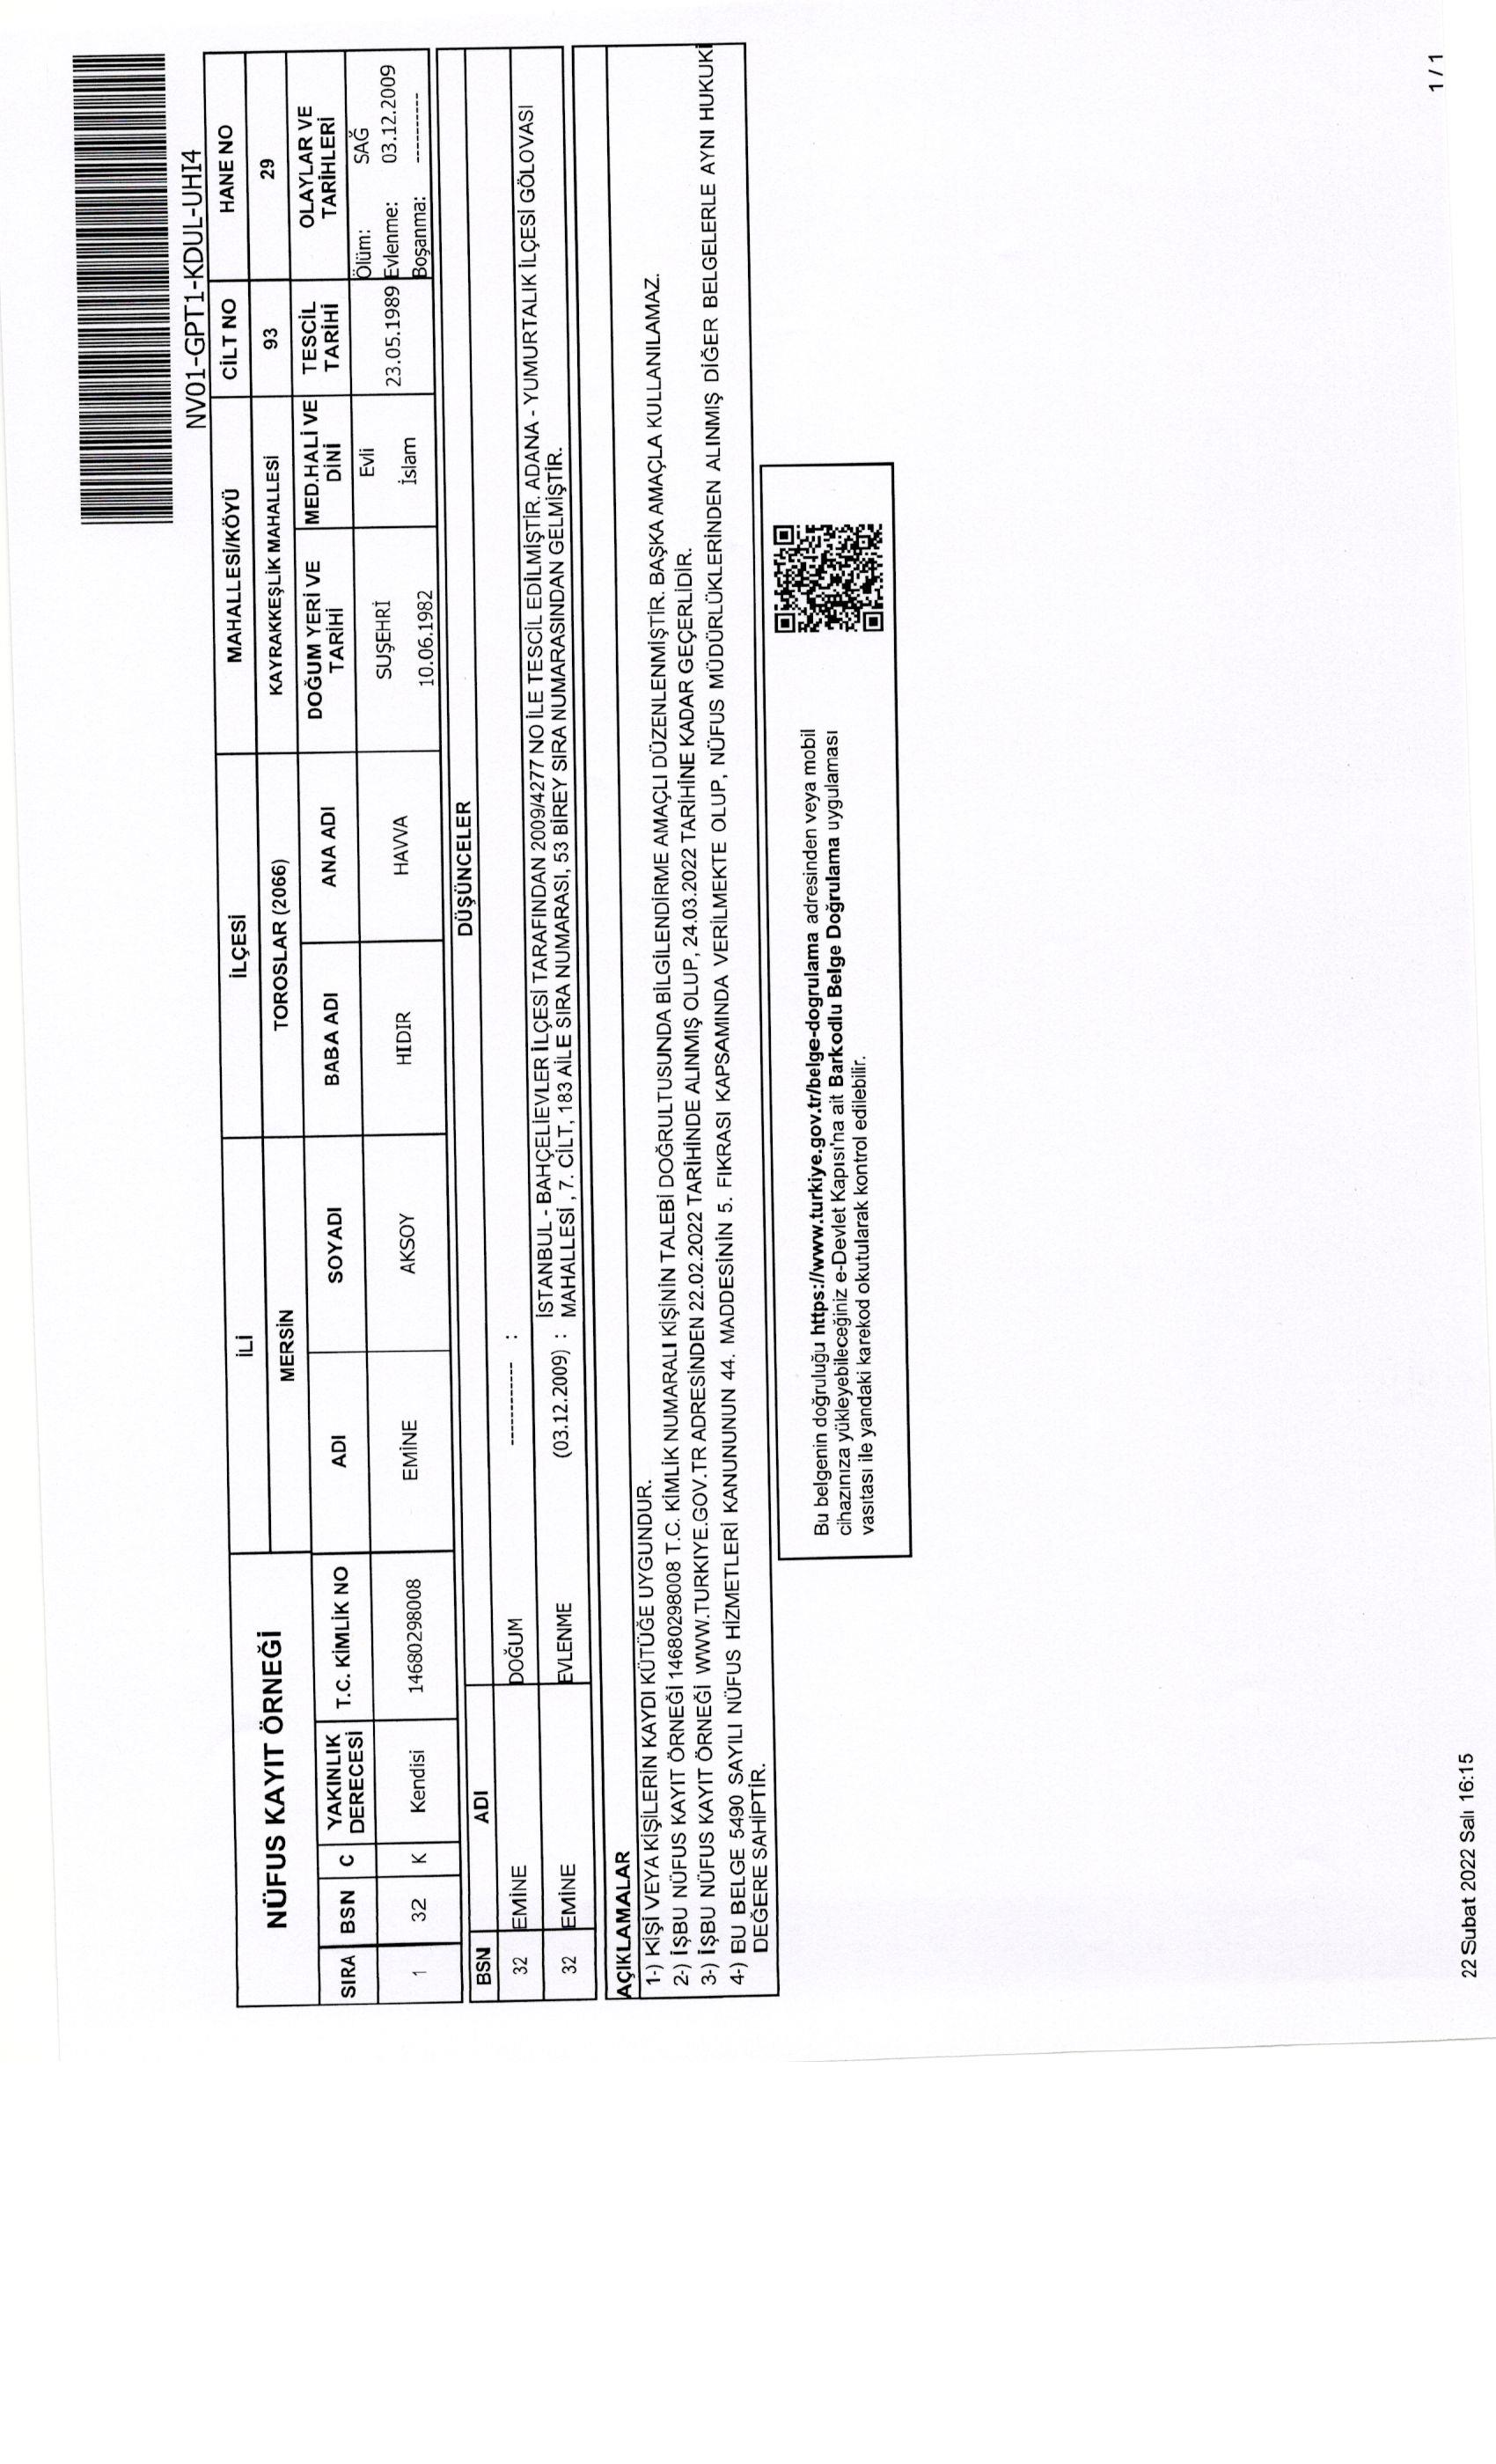 NV01-GPT1-KDUL-UHI4
NÜFUS KAYIT ÖRNEĞİ
İLİ İLÇESİ MAHALLESİ/KÖYÜ CİLT NO HANE NO
MERSİN TOROSLAR (2066) KAYRAKKEŞLİK MAHALLESİ 93 29
SIRA BSN C YAKINLIK DERECESİ T.C. KİMLİK NO ADI SOYADI BABA ADI ANA ADI DOĞUM YERİ VE TARİHİ MED.HALİ VE DİNİ TESCİL TARİHİ OLAYLAR VE TARİHLERİ
1 32 K Kendisi 14680298008 EMİNE AKSOY HIDIR HAVVA SUŞEHRİ 10.06.1982 Evli İslam 23.05.1989
Ölüm: SAĞ
Evlenme: 03.12.2009
Boşanma: ----------
BSN ADI DÜŞÜNCELER
32 EMİNE DOĞUM ----------- :
32 EMİNE EVLENME (03.12.2009) : İSTANBUL - BAHÇELİEVLER İLÇESİ TARAFINDAN 2009/4277 NO İLE TESCİL EDİLMİŞTİR. ADANA - YUMURTALIK İLÇESİ GÖLOVASI
MAHALLESİ , 7. CİLT, 183 AİLE SIRA NUMARASI, 53 BİREY SIRA NUMARASINDAN GELMİŞTİR.
AÇIKLAMALAR
1-) KİŞİ VEYA KİŞİLERİN KAYDI KÜTÜĞE UYGUNDUR.
2-) İŞBU NÜFUS KAYIT ÖRNEĞİ 14680298008 T.C. KİMLİK NUMARALI KİŞİNİN TALEBİ DOĞRULTUSUNDA BİLGİLENDİRME AMAÇLI DÜZENLENMİŞTİR. BAŞKA AMAÇLA KULLANILAMAZ.
3-) İŞBU NÜFUS KAYIT ÖRNEĞİ WWW.TURKIYE.GOV.TR ADRESİNDEN 22.02.2022 TARİHİNDE ALINMIŞ OLUP, 24.03.2022 TARİHİNE KADAR GEÇERLİDİR.
4-) BU BELGE 5490 SAYILI NÜFUS HİZMETLERİ KANUNUNUN 44. MADDESİNİN 5. FIKRASI KAPSAMINDA VERİLMEKTE OLUP, NÜFUS MÜDÜRLÜKLERİNDEN ALINMIŞ DİĞER BELGELERLE AYNI HUKUKİ
DEĞERE SAHİPTİR.
Bu belgenin doğruluğu https://www.turkiye.gov.tr/belge-dogrulama adresinden veya mobil
cihazınıza yükleyebileceğiniz e-Devlet Kapısı'na ait Barkodlu Belge Doğrulama uygulaması
vasıtası ile yandaki karekod okutularak kontrol edilebilir.
22 Subat 2022 Salı 16:15
1 / 1